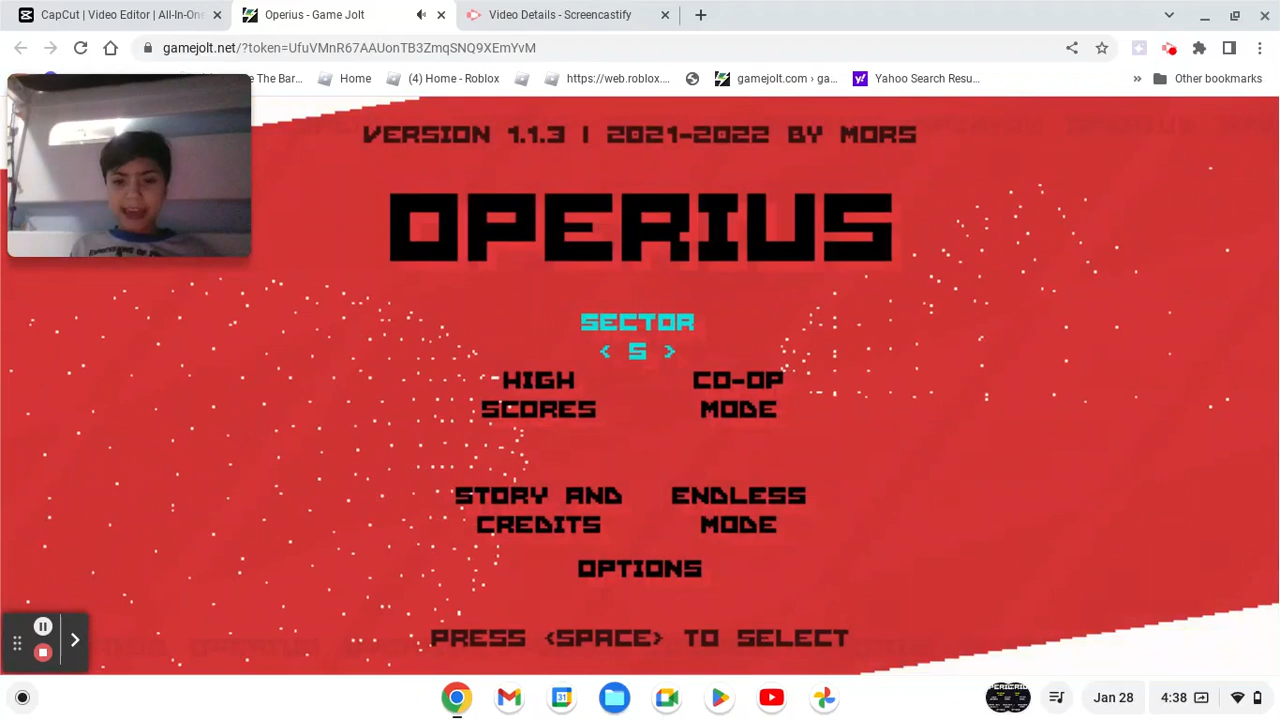 CapCut | Video Editor | All-In-One
Operius - Game Jolt
Video Details - Screencastify
gamejolt.net/?token=UfuVMnR67AAUonTB3ZmqSNQ9XEmYvM
The Bar...
Home
(4) Home - Roblox
https://web.roblox....
gamejolt.com › ga...
Yahoo Search Resu...
»
Other bookmarks
VERSION 1.1.3 | 2021-2022 BY MORS
OPERIUS
SECTOR
< 5 >
HIGH
SCORES
CO-OP
MODE
STORY AND
CREDITS
ENDLESS
MODE
OPTIONS
PRESS <SPACE> TO SELECT
31
Jan 28
4:38